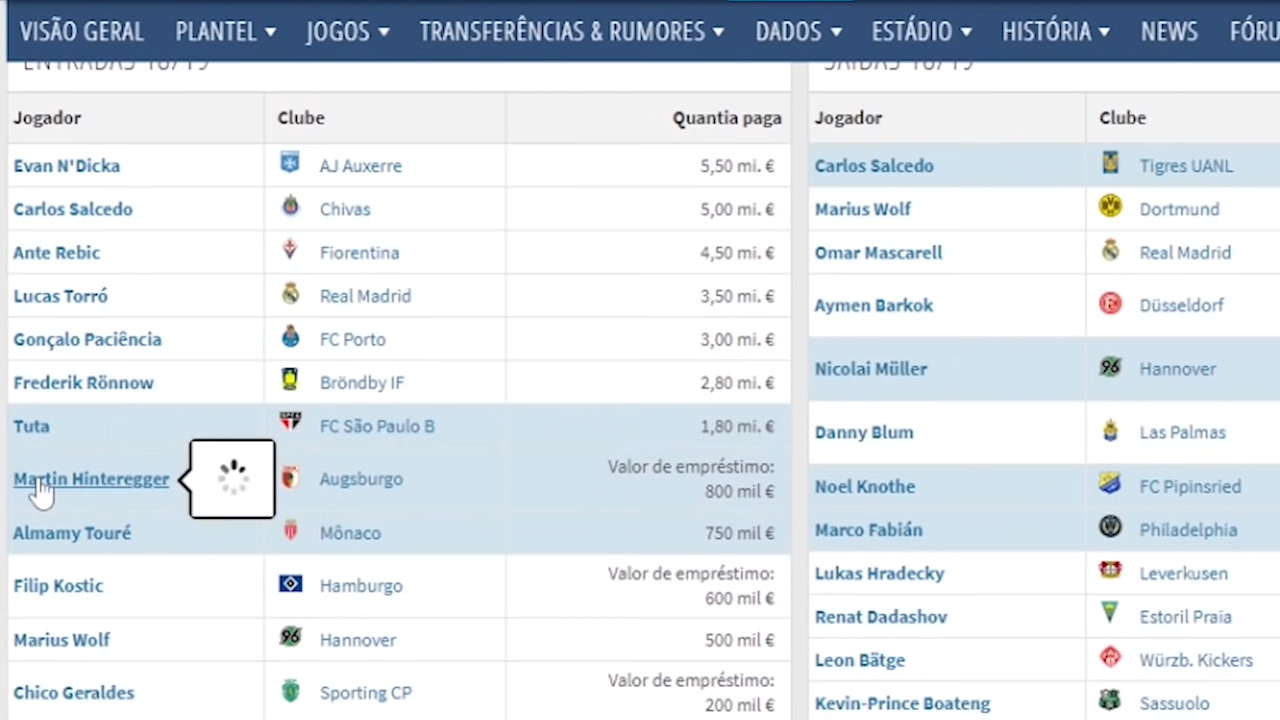 VISÃO GERAL PLANTEL JOGOS TRANSFERÊNCIAS & RUMORES DADOS ESTÁDIO HISTÓRIA NEWS FÓRU
ENTRADAS 18/19
SAÍDAS 18/19
Jogador Clube Quantia paga
Evan N'Dicka AJ Auxerre 5,50 mi. €
Carlos Salcedo Chivas 5,00 mi. €
Ante Rebic Fiorentina 4,50 mi. €
Lucas Torró Real Madrid 3,50 mi. €
Gonçalo Paciência FC Porto 3,00 mi. €
Frederik Rönnow Bröndby IF 2,80 mi. €
Tuta FC São Paulo B 1,80 mi. €
Martin Hinteregger Augsburgo Valor de empréstimo:
800 mil €
Almamy Touré Mônaco 750 mil €
Filip Kostic Hamburgo Valor de empréstimo:
600 mil €
Marius Wolf Hannover 500 mil €
Chico Geraldes Sporting CP Valor de empréstimo:
200 mil €
Jogador Clube
Carlos Salcedo Tigres UANL
Marius Wolf Dortmund
Omar Mascarell Real Madrid
Aymen Barkok Düsseldorf
Nicolai Müller Hannover
Danny Blum Las Palmas
Noel Knothe FC Pipinsried
Marco Fabián Philadelphia
Lukas Hradecky Leverkusen
Renat Dadashov Estoril Praia
Leon Bätge Würzb. Kickers
Kevin-Prince Boateng Sassuolo